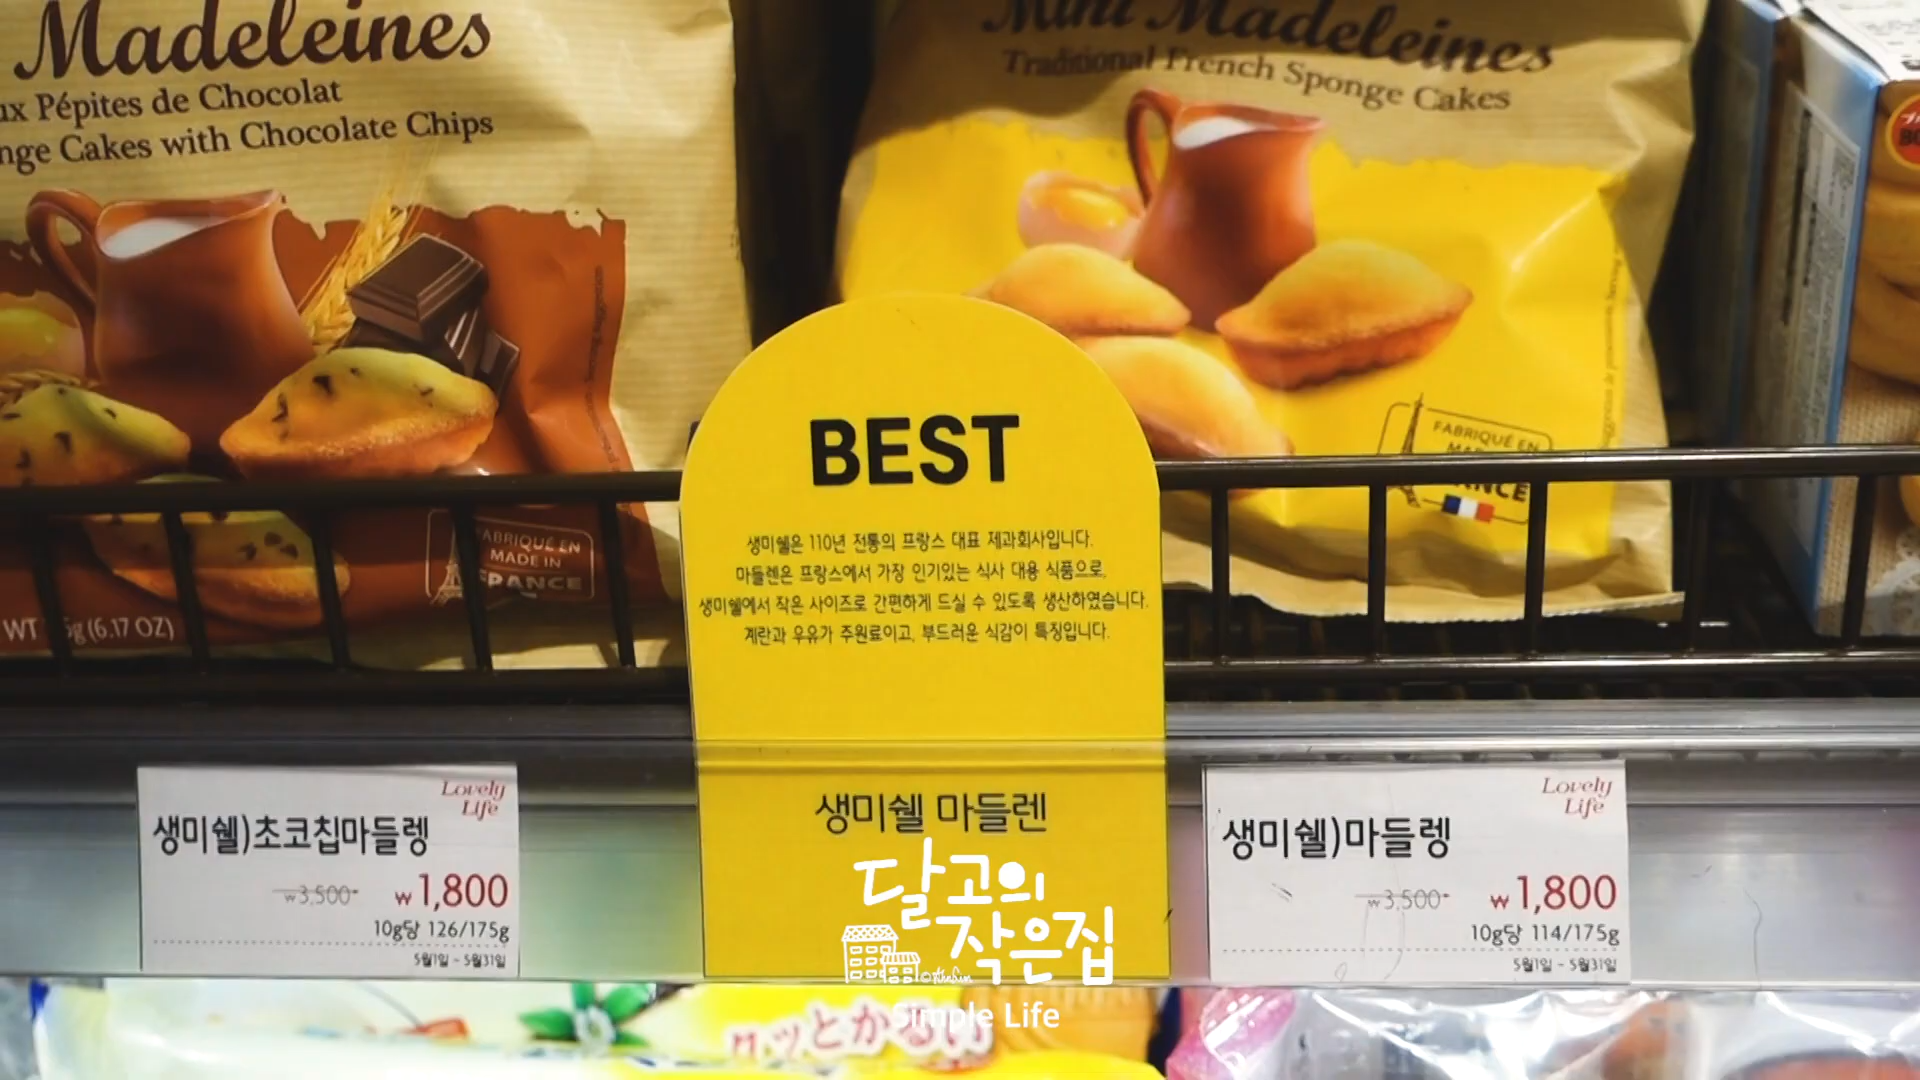 Madeleines
ux Pépites de Chocolat
nge Cakes with Chocolate Chips
Mini Madeleines
Traditional French Sponge Cakes
FABRIQUÉ EN
FABRIQUÉ EN
MADE IN
FRANCE
WT
g (6.17 OZ)
BEST
생미쉘은 110년 전통의 프랑스 대표 제과회사입니다.
마들렌은 프랑스에서 가장 인기있는 식사 대용 식품으로,
생미쉘에서 작은 사이즈로 간편하게 드실 수 있도록 생산하였습니다.
계란과 우유가 주원료이고, 부드러운 식감이 특징입니다.
생미쉘 마들렌
Lovely
Life
생미쉘)초코칩마들렝
₩3,500
₩1,800
10g당 126/175g
5월1일 ~ 5월31일
Lovely
Life
생미쉘)마들렝
₩3,500
₩1,800
10g당 114/175g
5월1일 ~ 5월31일
달고의
작은집
Simple Life